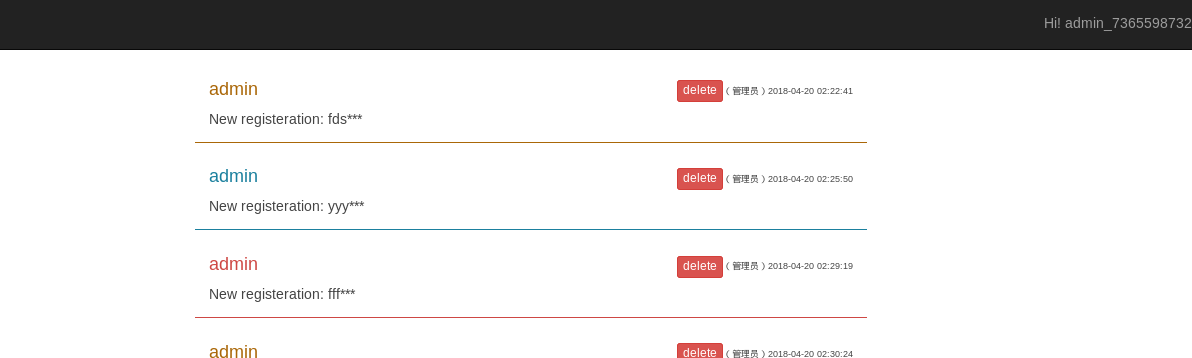 Hi! admin_7365598732
admin
delete （管理员）2018-04-20 02:22:41
New registeration: fds***
admin
delete （管理员）2018-04-20 02:25:50
New registeration: yyy***
admin
delete （管理员）2018-04-20 02:29:19
New registeration: fff***
admin
delete （管理员）2018-04-20 02:30:24